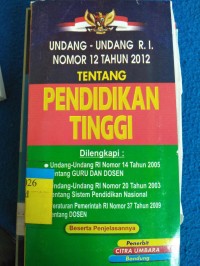 UNDANG - UNDANG R.I.
NOMOR 12 TAHUN 2012
TENTANG
PENDIDIKAN
TINGGI
Dilengkapi :
Undang-Undang RI Nomor 14 Tahun 2005
tentang GURU DAN DOSEN
Undang-Undang RI Nomor 20 Tahun 2003
tentang Sistem Pendidikan Nasional
Peraturan Pemerintah RI Nomor 37 Tahun 2009
tentang DOSEN
Beserta Penjelasannya
Penerbit
CITRA UMBARA
Bandung